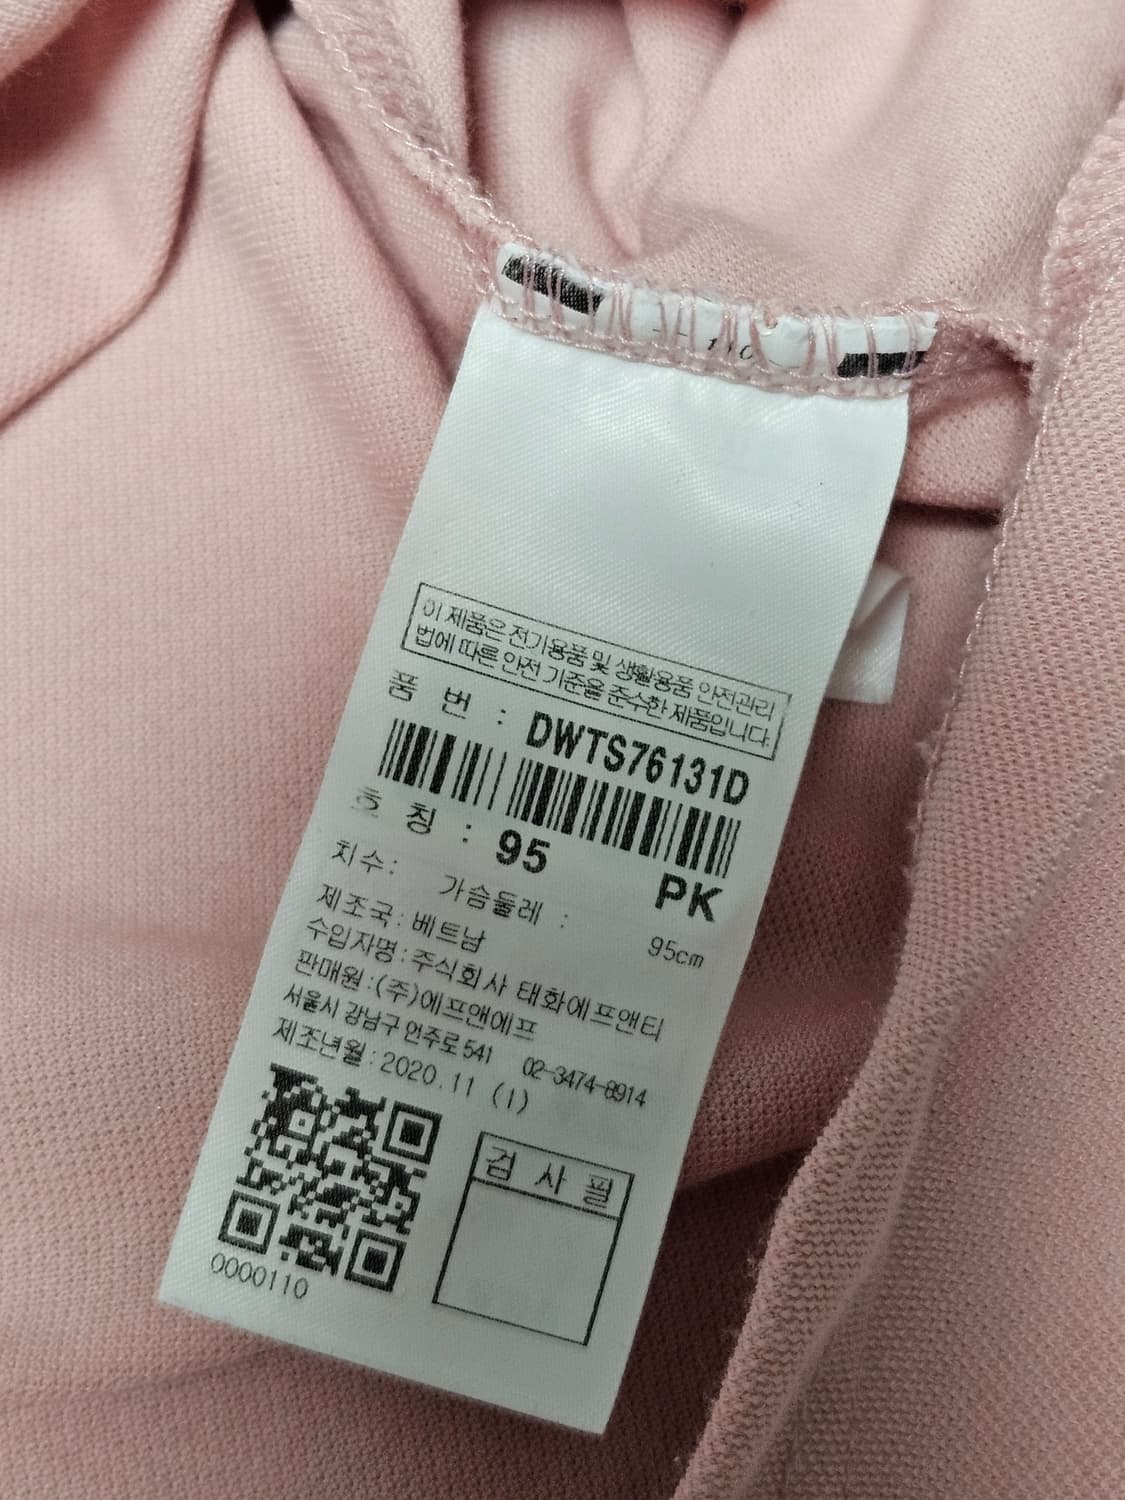 이 제품은 전기용품 및 생활용품 안전관리
법에 따른 안전 기준을 준수한 제품입니다.
품 번 : DWTS76131D
호 칭 : 95 PK
치수: 가슴둘레 : 95cm
제조국 : 베트남
수입자명 : 주식회사 태화에프앤티
판매원 : (주)에프앤에프
서울시 강남구 언주로 541 02-3474-8914
제조년월 : 2020.11 (1)
검 사 필
0000110